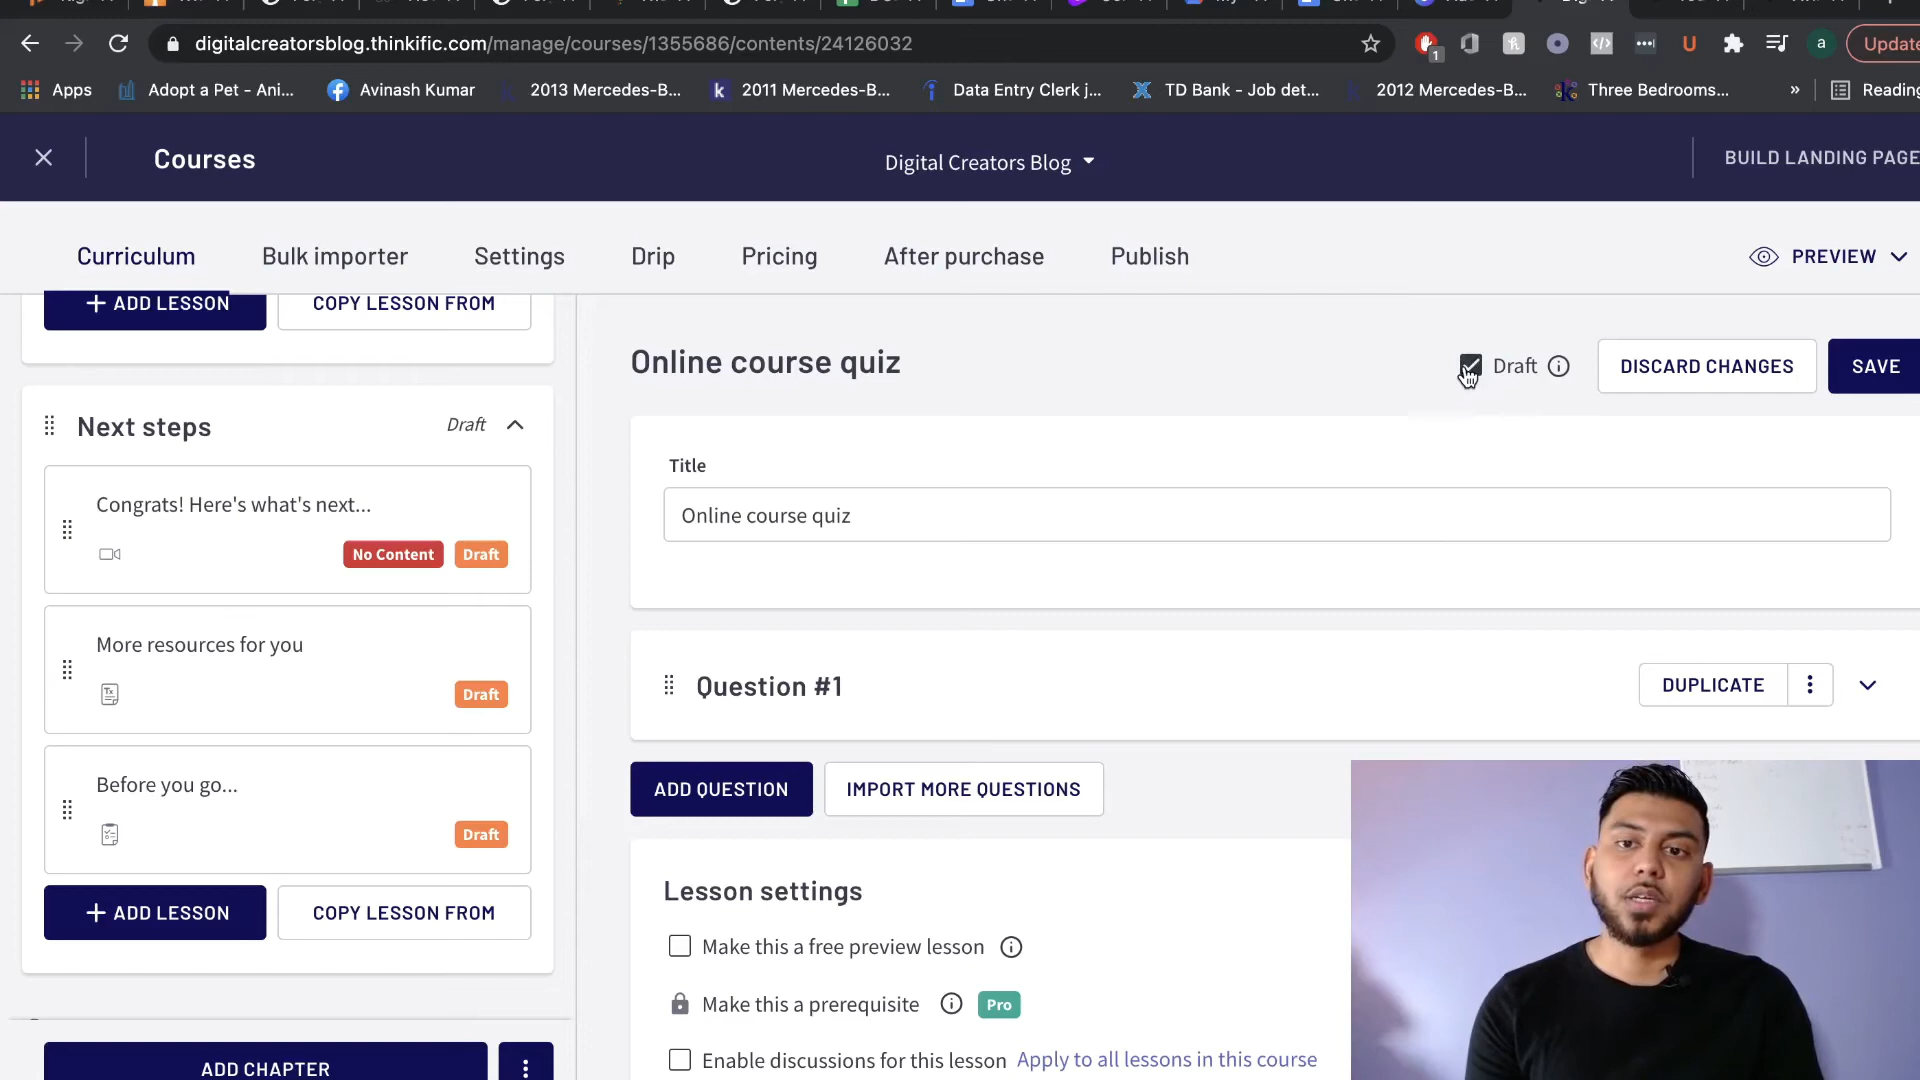 digitalcreatorsblog.thinkific.com/manage/courses/1355686/contents/24126032
1
a
Update
Apps
Adopt a Pet - Ani...
Avinash Kumar
2013 Mercedes-B...
2011 Mercedes-B...
Data Entry Clerk j...
TD Bank - Job det...
2012 Mercedes-B...
Three Bedrooms...
»
Reading
Courses
Digital Creators Blog
BUILD LANDING PAGE
Curriculum
Bulk importer
Settings
Drip
Pricing
After purchase
Publish
PREVIEW
+ ADD LESSON
COPY LESSON FROM
Next steps
Draft
Congrats! Here's what's next...
No Content
Draft
More resources for you
Draft
Before you go...
Draft
+ ADD LESSON
COPY LESSON FROM
ADD CHAPTER
Online course quiz
Draft
DISCARD CHANGES
SAVE
Title
Online course quiz
Question #1
DUPLICATE
ADD QUESTION
IMPORT MORE QUESTIONS
Lesson settings
Make this a free preview lesson
Make this a prerequisite
Pro
Enable discussions for this lesson Apply to all lessons in this course